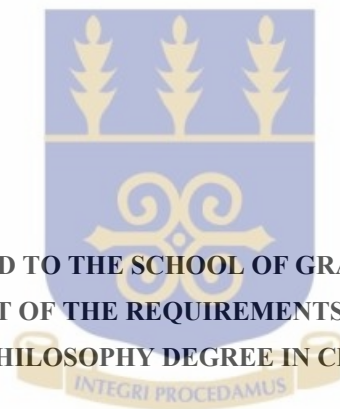 D TO THE SCHOOL OF GRA
T OF THE REQUIREMENTS
HILOSOPHY DEGREE IN C
INTEGRI PROCEDAMUS